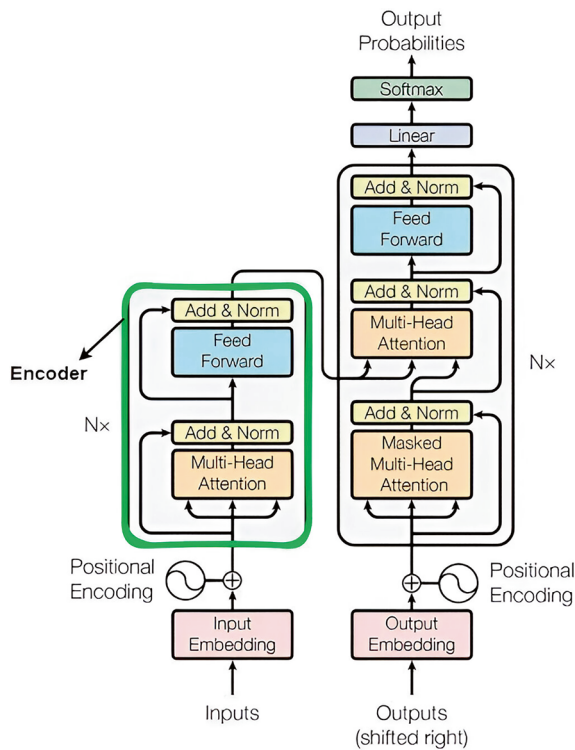 Output
Probabilities
Softmax
Linear
Add & Norm
Feed
Forward
Add & Norm
Multi-Head
Attention
Add & Norm
Masked
Multi-Head
Attention
Nx
Add & Norm
Feed
Forward
Add & Norm
Multi-Head
Attention
Nx
Encoder
Positional
Encoding
Positional
Encoding
Input
Embedding
Output
Embedding
Inputs
Outputs
(shifted right)